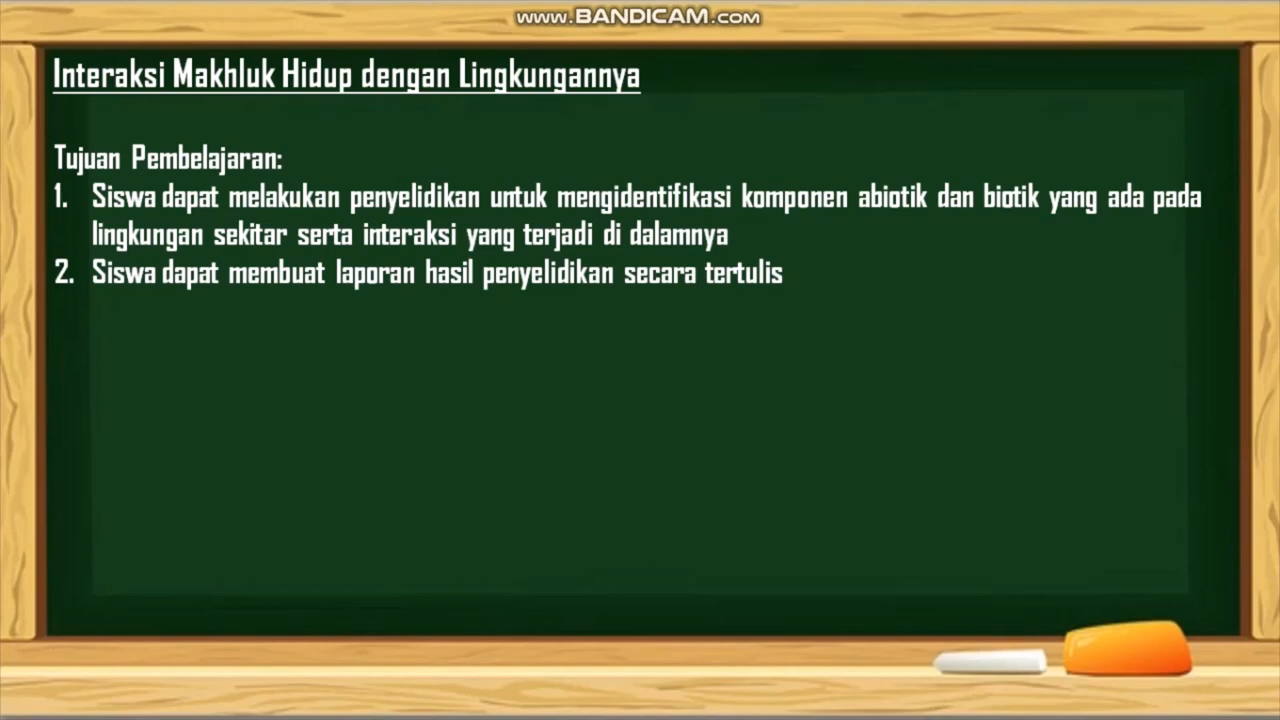 www.BANDICAM.com
Interaksi Makhluk Hidup dengan Lingkungannya
Tujuan Pembelajaran:
1. Siswa dapat melakukan penyelidikan untuk mengidentifikasi komponen abiotik dan biotik yang ada pada
lingkungan sekitar serta interaksi yang terjadi di dalamnya
2. Siswa dapat membuat laporan hasil penyelidikan secara tertulis